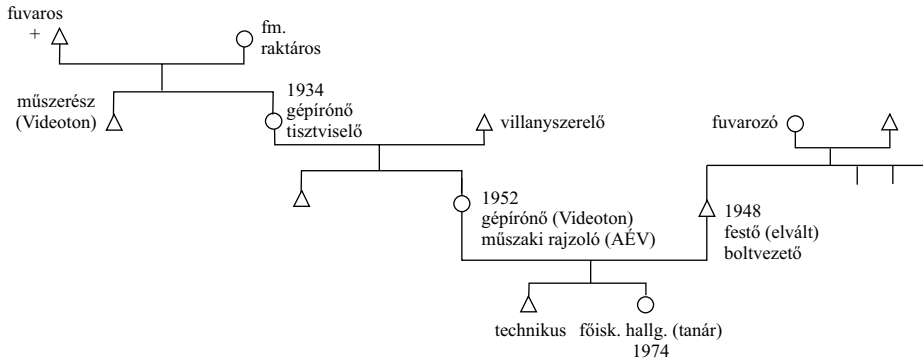 fuvaros
+
fm.
raktáros
műszerész
(Videoton)
1934
gépírónő
tisztviselő
villanyszerelő
fuvarozó
1952
gépírónő (Videoton)
műszaki rajzoló (AÉV)
1948
festő (elvált)
boltvezető
technikus
főisk. hallg. (tanár)
1974